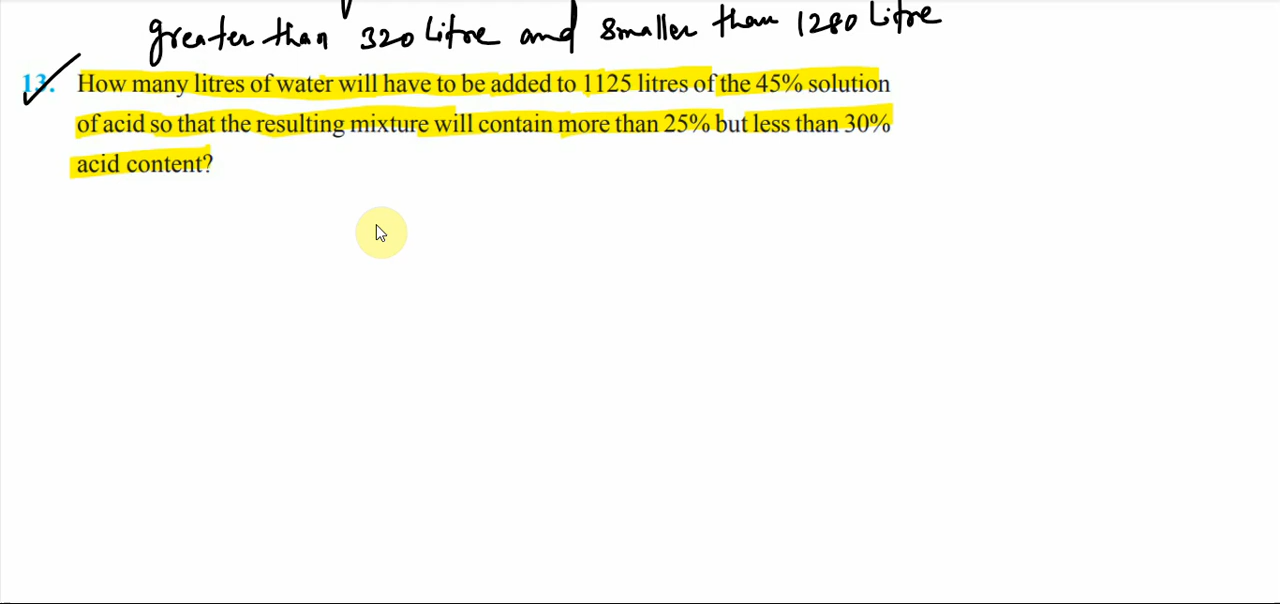 greater than 320 Litre and smaller than 1280 Litre
13. How many litres of water will have to be added to 1125 litres of the 45% solution
of acid so that the resulting mixture will contain more than 25% but less than 30%
acid content?